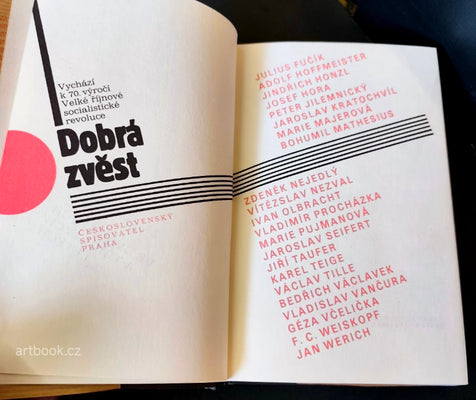 Vychází
k 70. výročí
Velké říjnové
socialistické
revoluce
Dobrá
zvěst
ČESKOSLOVENSKÝ
SPISOVATEL
PRAHA
JULIUS FUČÍK
ADOLF HOFFMEISTER
JINDŘICH HONZL
JOSEF HORA
PETER JILEMNICKÝ
JAROSLAV KRATOCHVÍL
MARIE MAJEROVÁ
BOHUMIL MATHESIUS
ZDENĚK NEJEDLÝ
VÍTĚZSLAV NEZVAL
IVAN OLBRACHT
VLADIMÍR PROCHÁZKA
MARIE PUJMANOVÁ
JAROSLAV SEIFERT
JIŘÍ TAUFER
KAREL TEIGE
VÁCLAV TILLE
BEDŘICH VÁCLAVEK
VLADISLAV VANČURA
GÉZA VČELIČKA
F. C. WEISKOPF
JAN WERICH
artbook.cz